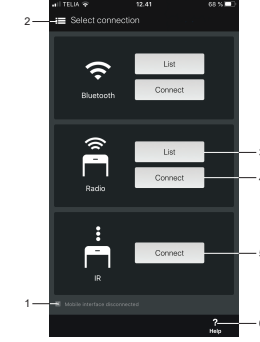 TELIA 12.41 68 %
2 Select connection
List
Bluetooth
Connect
List
Connect
Radio
Connect
IR
1 Mobile interface disconnected
?
Help